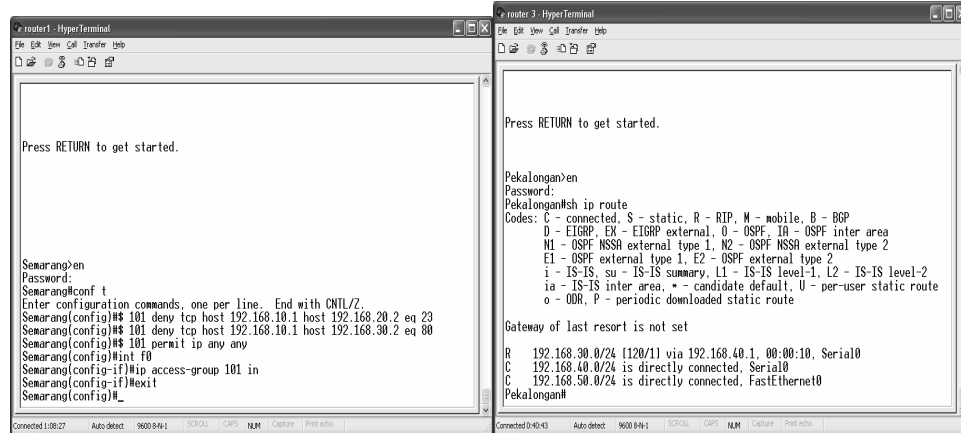 router1 - HyperTerminal
File Edit View Call Transfer Help
Press RETURN to get started.
Semarang>en
Password:
Semarang#conf t
Enter configuration commands, one per line.  End with CNTL/Z.
Semarang(config)#$ 101 deny tcp host 192.168.10.1 host 192.168.20.2 eq 23
Semarang(config)#$ 101 deny tcp host 192.168.10.1 host 192.168.30.2 eq 80
Semarang(config)#$ 101 permit ip any any
Semarang(config)#int f0
Semarang(config-if)#ip access-group 101 in
Semarang(config-if)#exit
Semarang(config)#_
Connected 1:08:27 Auto detect 9600 8-N-1 SCROLL CAPS NUM Capture Print echo
router 3 - HyperTerminal
File Edit View Call Transfer Help
Press RETURN to get started.
Pekalongan>en
Password:
Pekalongan#sh ip route
Codes: C - connected, S - static, R - RIP, M - mobile, B - BGP
D - EIGRP, EX - EIGRP external, O - OSPF, IA - OSPF inter area
N1 - OSPF NSSA external type 1, N2 - OSPF NSSA external type 2
E1 - OSPF external type 1, E2 - OSPF external type 2
i - IS-IS, su - IS-IS summary, L1 - IS-IS level-1, L2 - IS-IS level-2
ia - IS-IS inter area, * - candidate default, U - per-user static route
o - ODR, P - periodic downloaded static route
Gateway of last resort is not set
R 192.168.30.0/24 [120/1] via 192.168.40.1, 00:00:10, Serial0
C 192.168.40.0/24 is directly connected, Serial0
C 192.168.50.0/24 is directly connected, FastEthernet0
Pekalongan#
Connected 0:40:43 Auto detect 9600 8-N-1 SCROLL CAPS NUM Capture Print echo